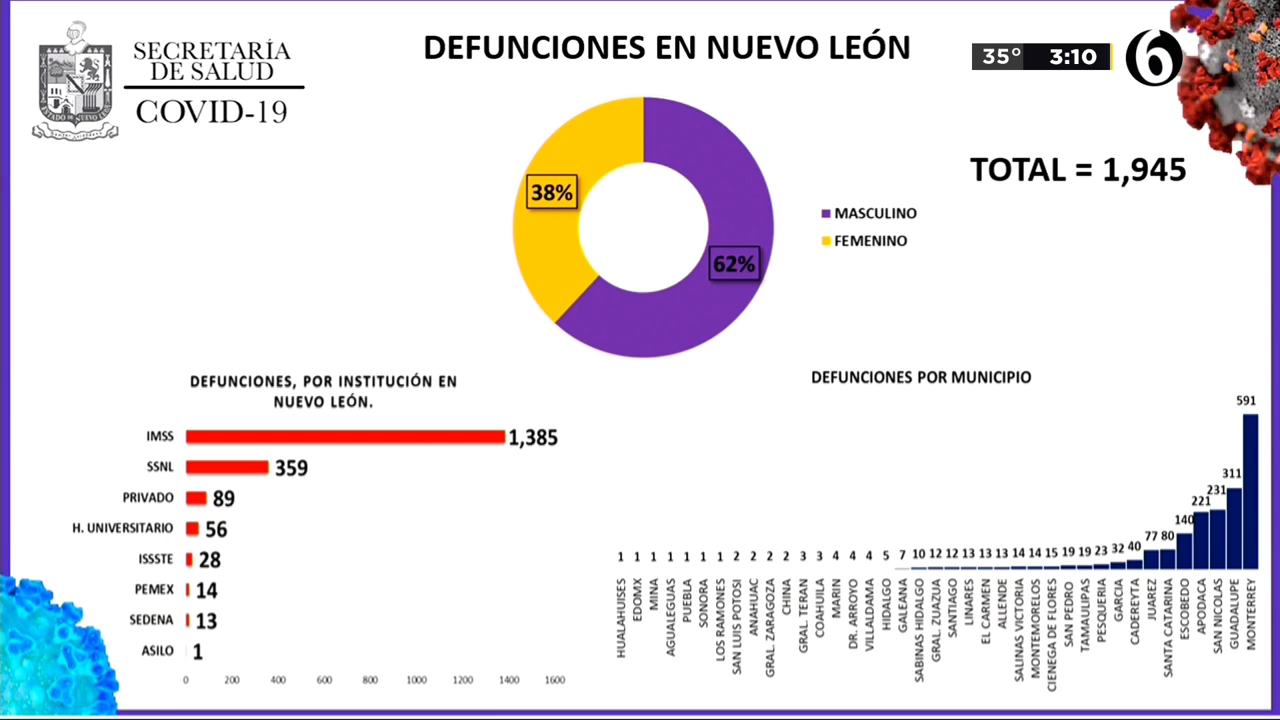 SECRETARÍA
DE SALUD
COVID-19
DEFUNCIONES EN NUEVO LEÓN
35° 3:10
6
TOTAL = 1,945
38%
62%
MASCULINO
FEMENINO
DEFUNCIONES, POR INSTITUCIÓN EN
NUEVO LEÓN.
IMSS 1,385
SSNL 359
PRIVADO 89
H. UNIVERSITARIO 56
ISSSTE 28
PEMEX 14
SEDENA 13
ASILO 1
0 200 400 600 800 1000 1200 1400 1600
DEFUNCIONES POR MUNICIPIO
1 1 1 1 1 1 1 2 2 2 2 3 3 4 4 4 5 7 10 12 12 13 13 13 14 14 15 19 19 23 32 40 77 80 140 221 231 311 591
HUALAHUISES
EDOMX
MINA
AGUALEGUAS
PUEBLA
SONORA
LOS RAMONES
SAN LUIS POTOSI
ANAHUAC
GRAL. ZARAGOZA
CHINA
GRAL. TERAN
COAHUILA
MARIN
DR. ARROYO
VILLALDAMA
HIDALGO
GALEANA
SABINAS HIDALGO
GRAL. ZUAZUA
SANTIAGO
LINARES
EL CARMEN
ALLENDE
SALINAS VICTORIA
MONTEMORELOS
CIENEGA DE FLORES
SAN PEDRO
TAMAULIPAS
PESQUERIA
GARCIA
CADEREYTA
JUAREZ
SANTA CATARINA
ESCOBEDO
APODACA
SAN NICOLAS
GUADALUPE
MONTERREY